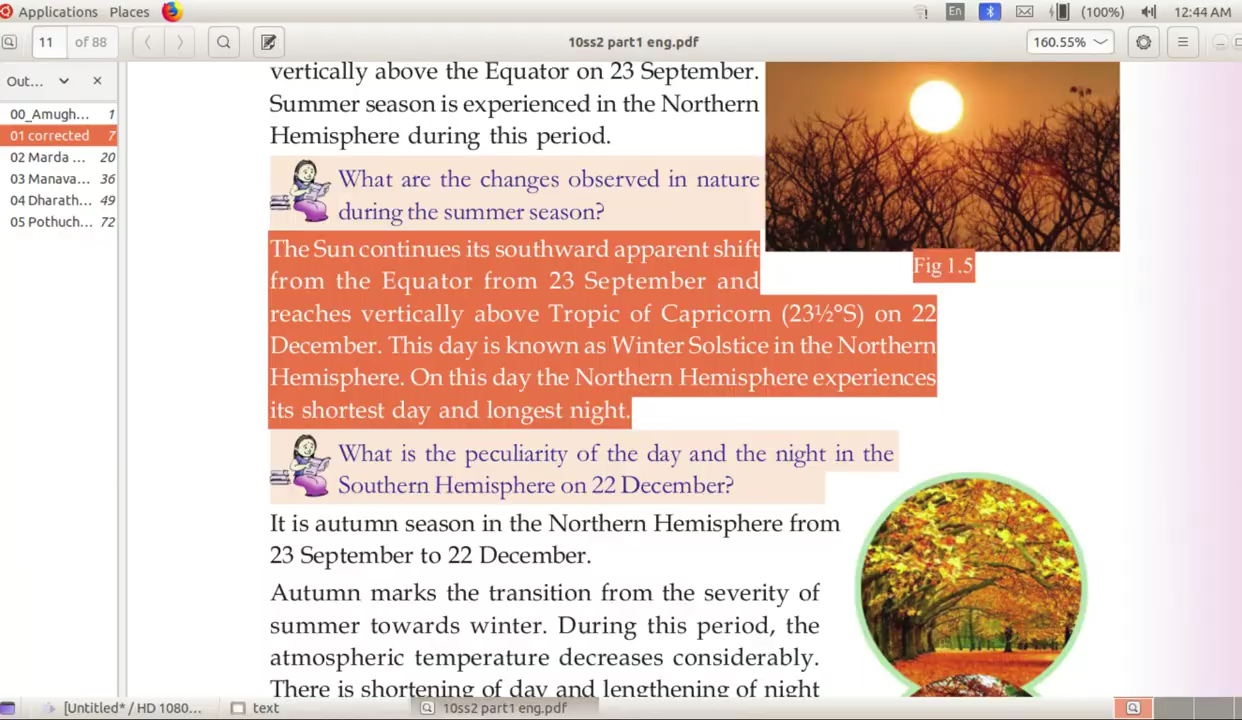 Applications Places En (100%) 12:44 AM
11 of 88 10ss2 part1 eng.pdf 160.55%
Out...
00_Amugh... 1
01 corrected 7
02 Marda ... 20
03 Manava... 36
04 Dharath... 49
05 Pothuch... 72
vertically above the Equator on 23 September.
Summer season is experienced in the Northern
Hemisphere during this period.
What are the changes observed in nature
during the summer season?
The Sun continues its southward apparent shift
from the Equator from 23 September and
reaches vertically above Tropic of Capricorn (23½°S) on 22
December. This day is known as Winter Solstice in the Northern
Hemisphere. On this day the Northern Hemisphere experiences
its shortest day and longest night.
Fig 1.5
What is the peculiarity of the day and the night in the
Southern Hemisphere on 22 December?
It is autumn season in the Northern Hemisphere from
23 September to 22 December.
Autumn marks the transition from the severity of
summer towards winter. During this period, the
atmospheric temperature decreases considerably.
There is shortening of day and lengthening of night
[Untitled* / HD 1080... text 10ss2 part1 eng.pdf